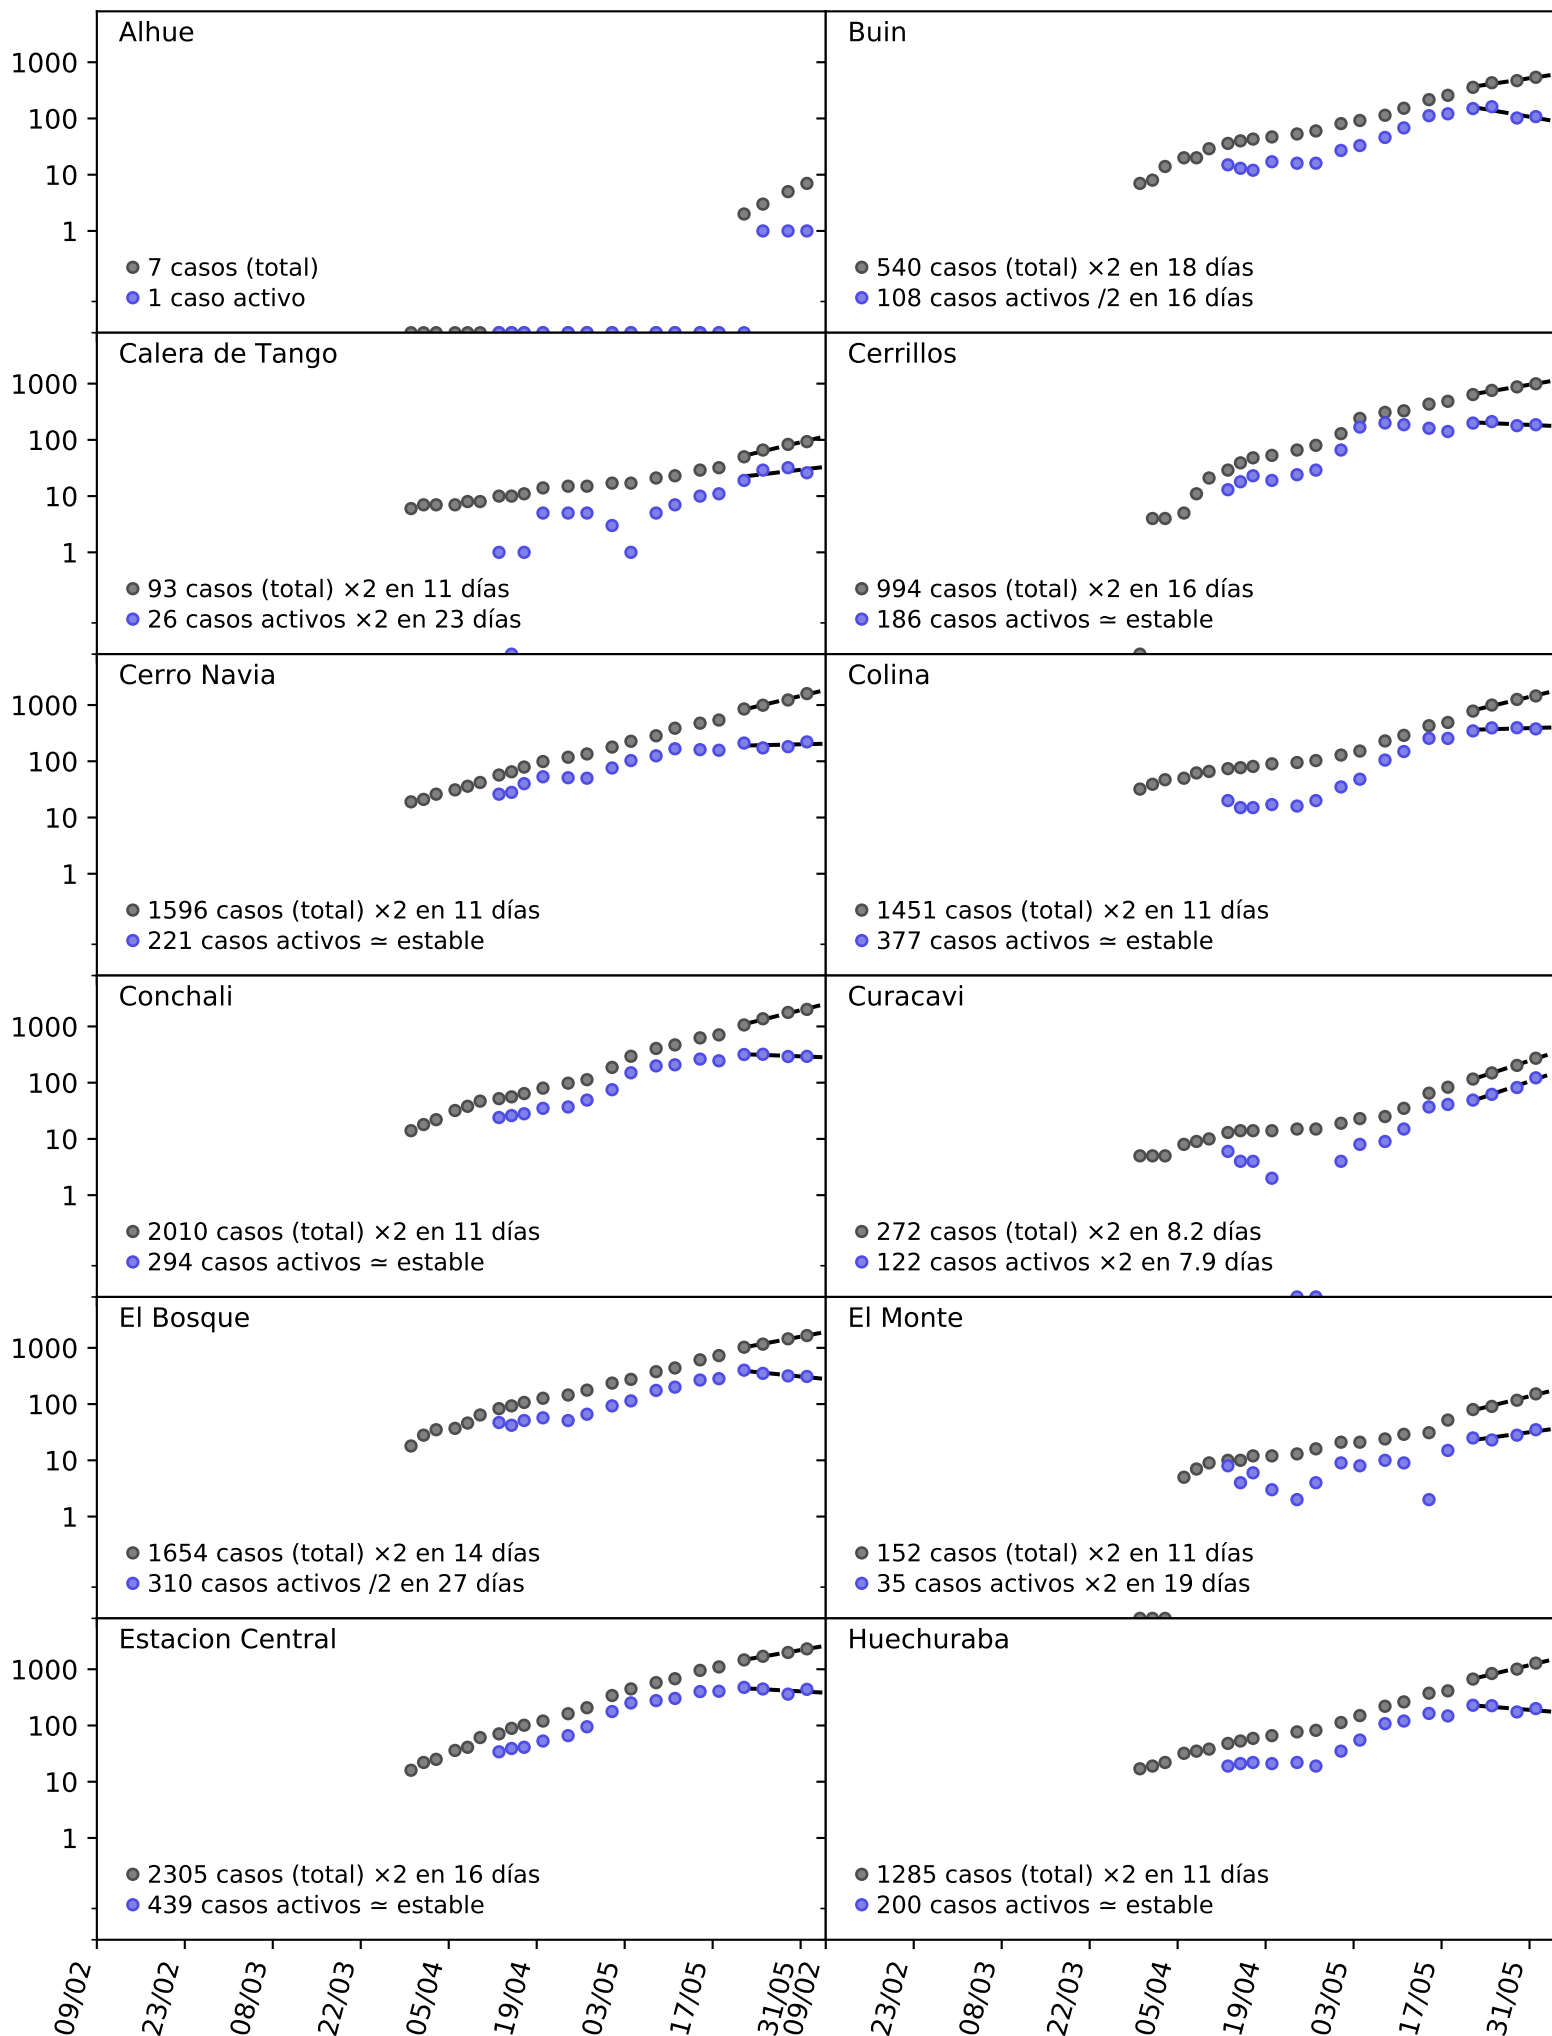 Alhue
Buin
1000
100
10
1
7 casos (total)
1 caso activo
540 casos (total) ×2 en 18 días
108 casos activos /2 en 16 días
Calera de Tango
Cerrillos
1000
100
10
1
93 casos (total) ×2 en 11 días
26 casos activos ×2 en 23 días
994 casos (total) ×2 en 16 días
186 casos activos ≃ estable
Cerro Navia
Colina
1000
100
10
1
1596 casos (total) ×2 en 11 días
221 casos activos ≃ estable
1451 casos (total) ×2 en 11 días
377 casos activos ≃ estable
Conchali
Curacavi
1000
100
10
1
2010 casos (total) ×2 en 11 días
294 casos activos ≃ estable
272 casos (total) ×2 en 8.2 días
122 casos activos ×2 en 7.9 días
El Bosque
El Monte
1000
100
10
1
1654 casos (total) ×2 en 14 días
310 casos activos /2 en 27 días
152 casos (total) ×2 en 11 días
35 casos activos ×2 en 19 días
Estacion Central
Huechuraba
1000
100
10
1
2305 casos (total) ×2 en 16 días
439 casos activos ≃ estable
1285 casos (total) ×2 en 11 días
200 casos activos ≃ estable
09/02
23/02
08/03
22/03
05/04
19/04
03/05
17/05
31/05
09/02
23/02
08/03
22/03
05/04
19/04
03/05
17/05
31/05